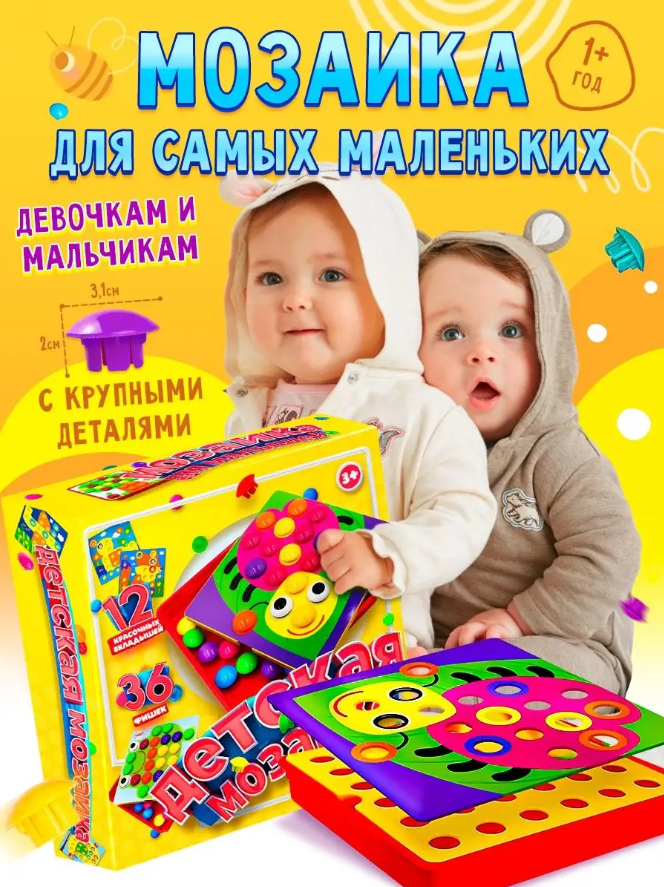 МОЗАИКА
1+
ГОД
ДЛЯ САМЫХ МАЛЕНЬКИХ
ДЕВОЧКАМ И
МАЛЬЧИКАМ
3,1см
2см
С КРУПНЫМИ
ДЕТАЛЯМИ
Мозаика
3+
12
КРАСОЧНЫХ
ВКЛАДЫШЕЙ
36
ФИШЕК
ДЕТСКАЯ МОЗАИКА
Детская